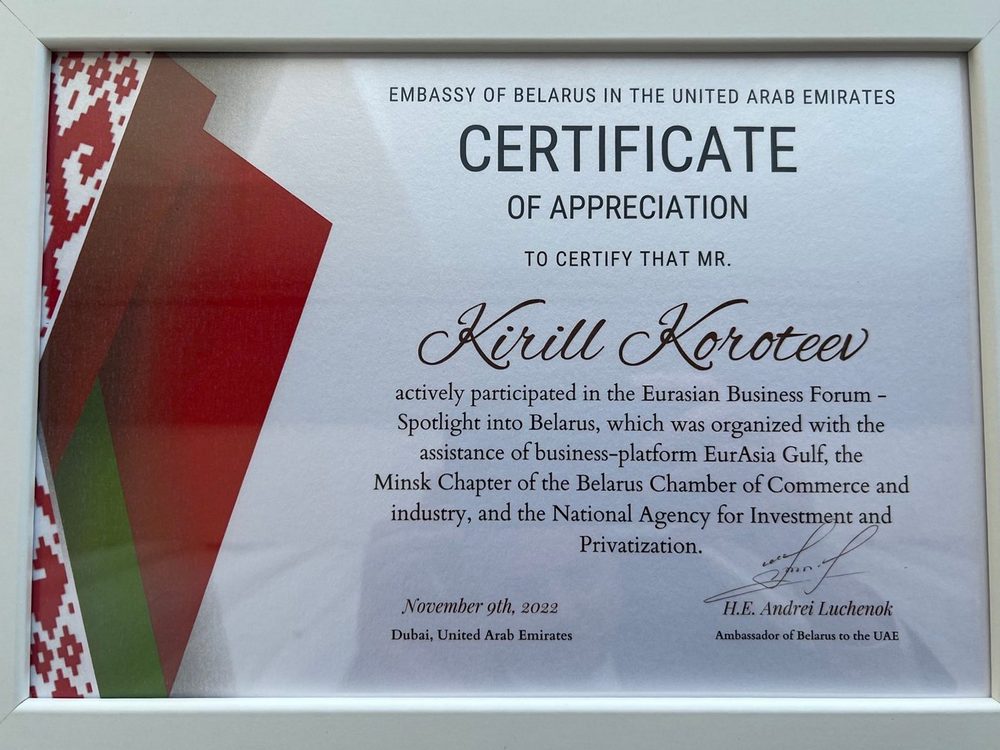 EMBASSY OF BELARUS IN THE UNITED ARAB EMIRATES
CERTIFICATE
OF APPRECIATION
TO CERTIFY THAT MR.
Kirill Koroteev
actively participated in the Eurasian Business Forum –
Spotlight into Belarus, which was organized with the
assistance of business-platform EurAsia Gulf, the
Minsk Chapter of the Belarus Chamber of Commerce and
industry, and the National Agency for Investment and
Privatization.
November 9th, 2022
Dubai, United Arab Emirates
H.E. Andrei Luchenok
Ambassador of Belarus to the UAE